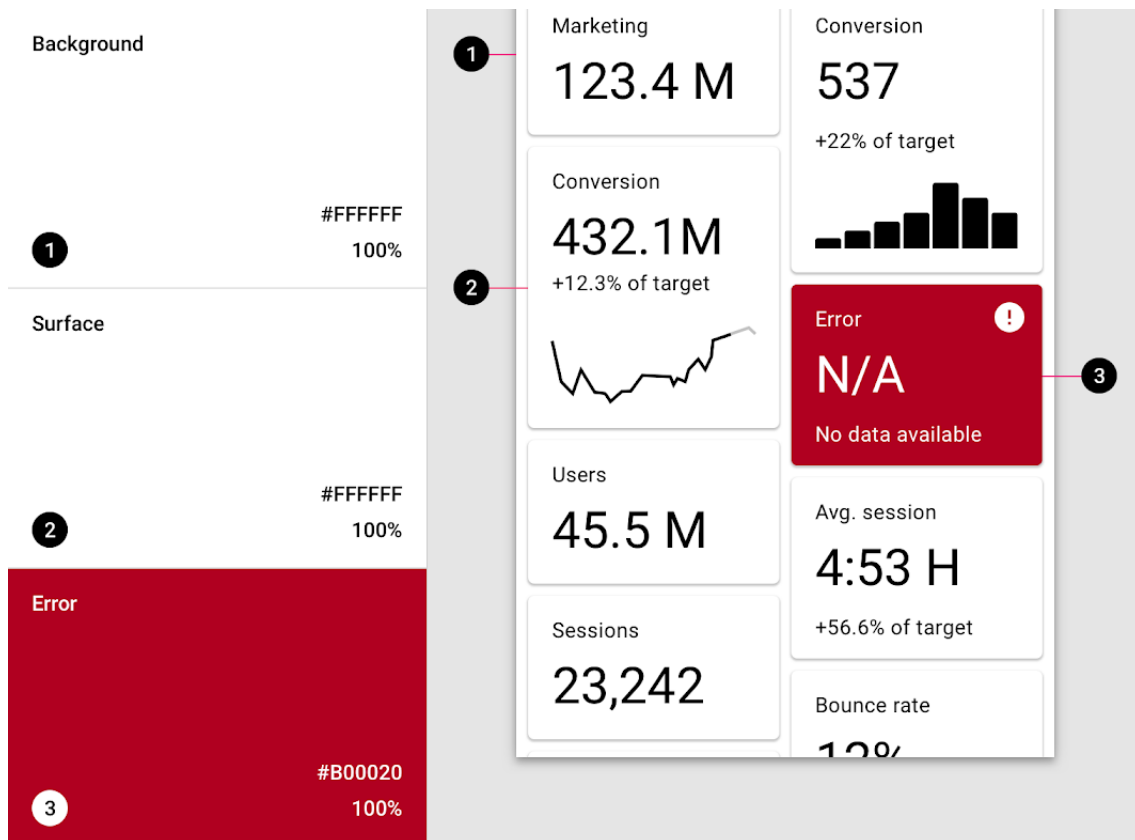 Background
#FFFFFF
1
100%
Surface
#FFFFFF
2
100%
Error
#B00020
3
100%
1
Marketing
123.4 M
Conversion
432.1M
2
+12.3% of target
Users
45.5 M
Sessions
23,242
Conversion
537
+22% of target
Error
!
N/A
3
No data available
Avg. session
4:53 H
+56.6% of target
Bounce rate
12%